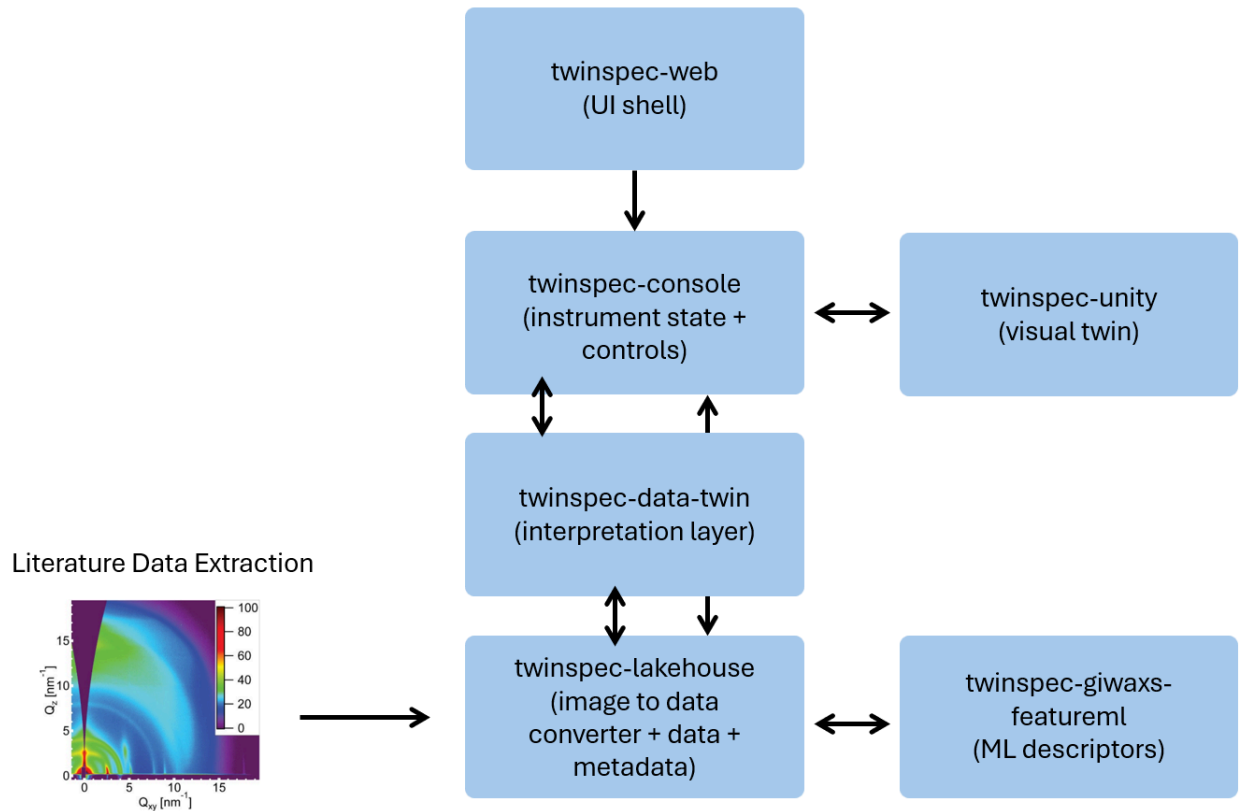 twinspec-web
(UI shell)
twinspec-console
(instrument state +
controls)
twinspec-unity
(visual twin)
twinspec-data-twin
(interpretation layer)
Literature Data Extraction
100
80
60
40
20
0
15
10
5
0
Q_z [nm⁻¹]
0
5
10
15
Q_xy [nm⁻¹]
twinspec-lakehouse
(image to data
converter + data +
metadata)
twinspec-giwaxs-
featureml
(ML descriptors)